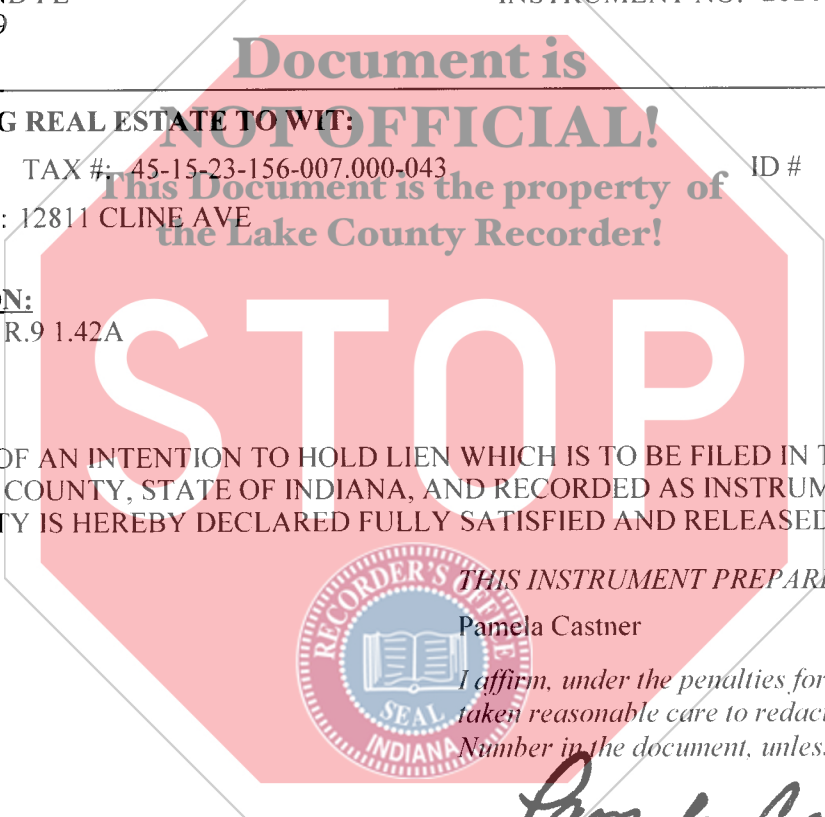 INSTRUMENT NO.
9
Document is
G REAL ESTATE TO WIT:
NOT OFFICIAL!
TAX #: 45-15-23-156-007.000-043 ID #
This Document is the property of
: 12811 CLINE AVE
the Lake County Recorder!
ON:
R.9 1.42A
STOP
OF AN INTENTION TO HOLD LIEN WHICH IS TO BE FILED IN T
COUNTY, STATE OF INDIANA, AND RECORDED AS INSTRUM
TY IS HEREBY DECLARED FULLY SATISFIED AND RELEASED
RECORDER'S OFFICE
SEAL
INDIANA
THIS INSTRUMENT PREPARE
Pamela Castner
I affirm, under the penalties for
taken reasonable care to redact
Number in the document, unless